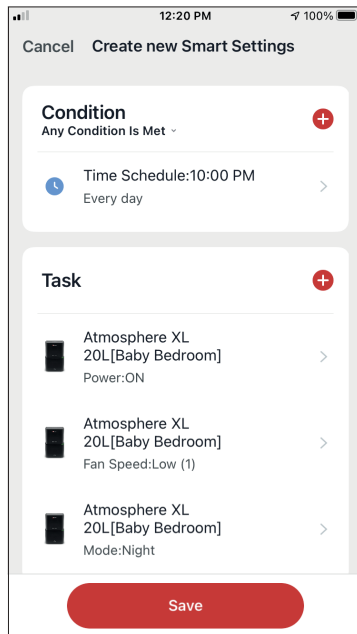 12:20 PM
100%
Cancel Create new Smart Settings
Condition
Any Condition Is Met
Time Schedule:10:00 PM
Every day
Task
Atmosphere XL
20L[Baby Bedroom]
Power:ON
Atmosphere XL
20L[Baby Bedroom]
Fan Speed:Low (1)
Atmosphere XL
20L[Baby Bedroom]
Mode:Night
Save